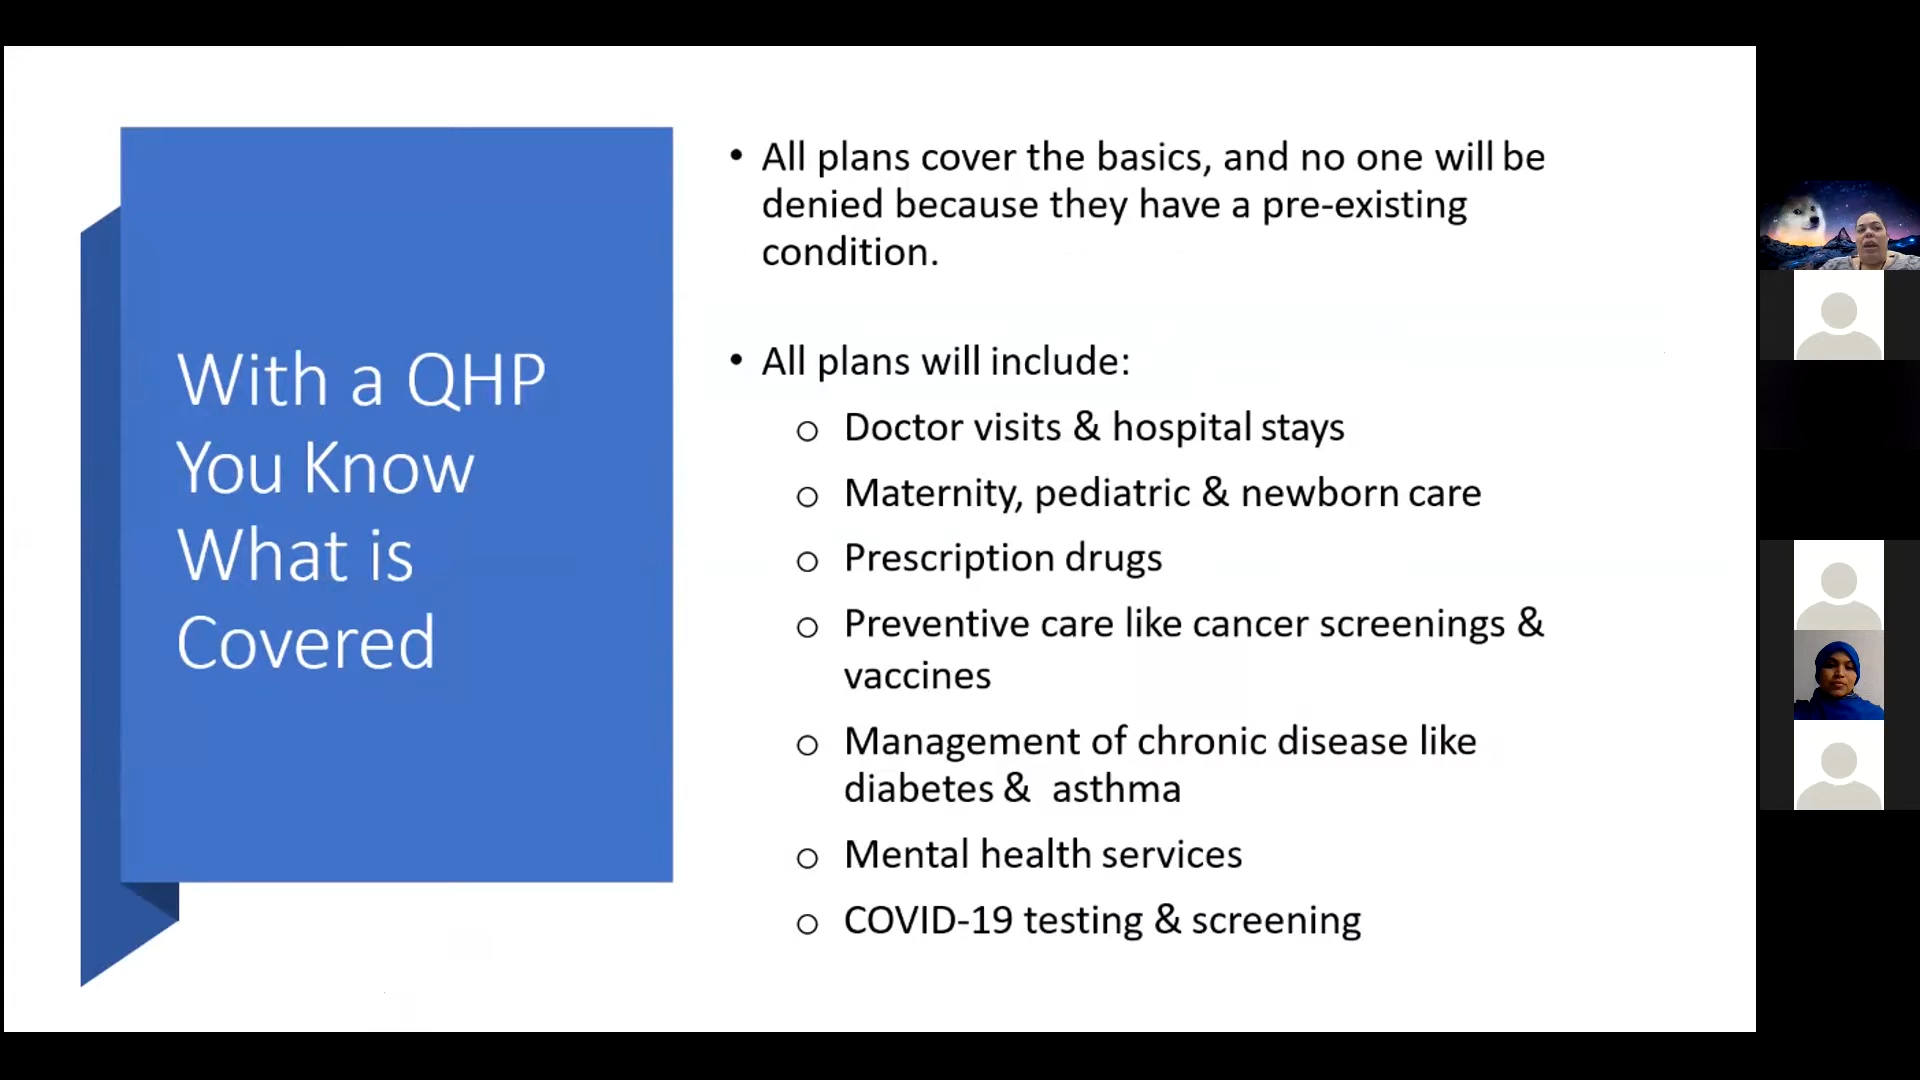 With a QHP
You Know
What is
Covered
• All plans cover the basics, and no one will be
denied because they have a pre-existing
condition.
• All plans will include:
o Doctor visits & hospital stays
o Maternity, pediatric & newborn care
o Prescription drugs
o Preventive care like cancer screenings &
vaccines
o Management of chronic disease like
diabetes & asthma
o Mental health services
o COVID-19 testing & screening